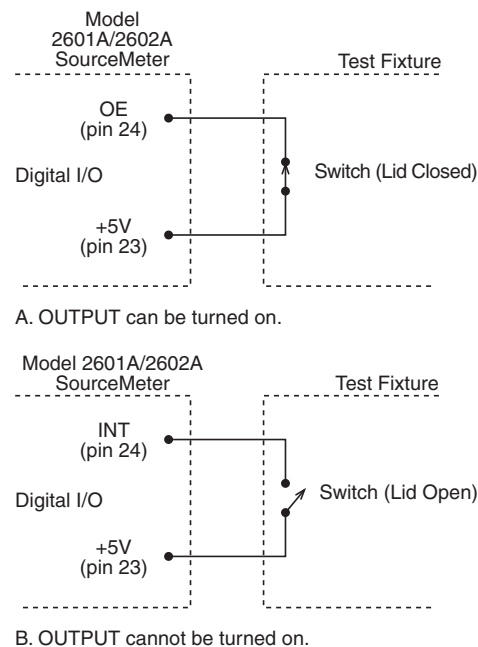 Model
2601A/2602A
SourceMeter
Test Fixture
OE
(pin 24)
Digital I/O
Switch (Lid Closed)
+5V
(pin 23)
A. OUTPUT can be turned on.
Model 2601A/2602A
SourceMeter
Test Fixture
INT
(pin 24)
Digital I/O
Switch (Lid Open)
+5V
(pin 23)
B. OUTPUT cannot be turned on.